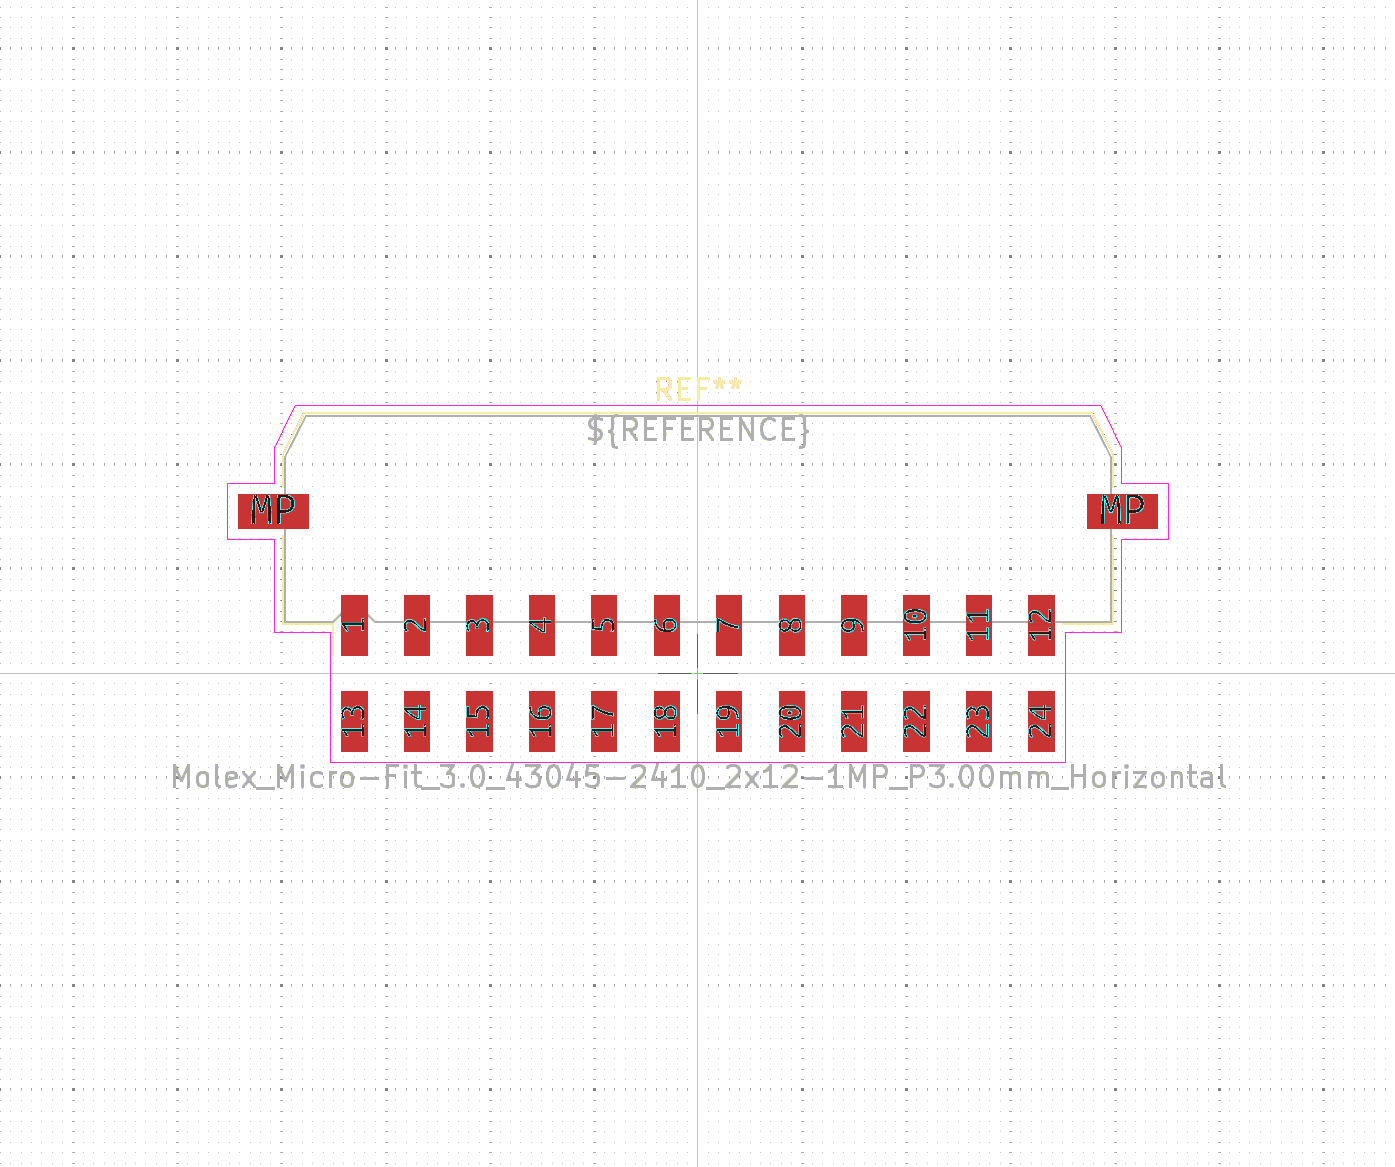 REF**
${REFERENCE}
MP MP
1 2 3 4 5 6 7 8 9 10 11 12
13 14 15 16 17 18 19 20 21 22 23 24
Molex_Micro-Fit_3.0_43045-2410_2x12-1MP_P3.00mm_Horizontal